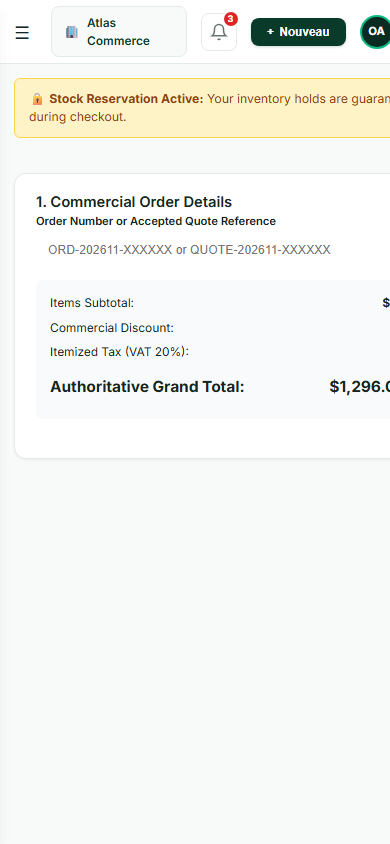 ☰
Atlas
Commerce
3
+ Nouveau
OA
🔒 Stock Reservation Active: Your inventory holds are
during checkout.
1. Commercial Order Details
Order Number or Accepted Quote Reference
ORD-202611-XXXXXX or QUOTE-202611-XXXXXX
Items Subtotal: $
Commercial Discount:
Itemized Tax (VAT 20%):
Authoritative Grand Total: $1,296.0